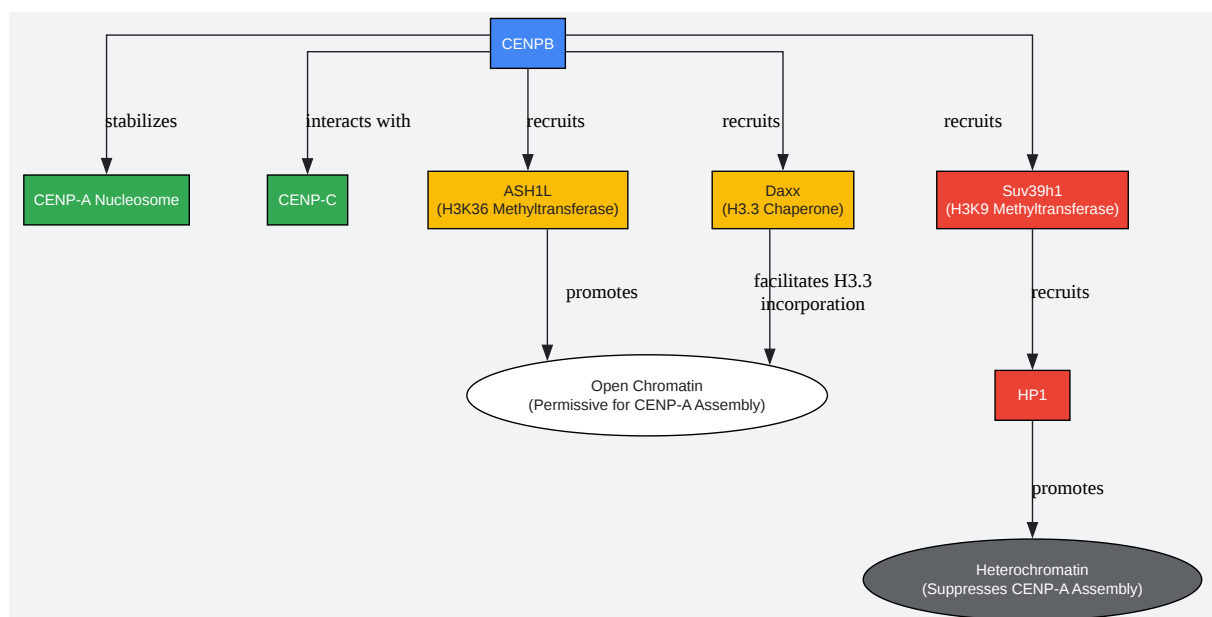 CENPB
stabilizes
interacts with
recruits
recruits
recruits
CENP-A Nucleosome
CENP-C
ASH1L
(H3K36 Methyltransferase)
Daxx
(H3.3 Chaperone)
Suv39h1
(H3K9 Methyltransferase)
promotes
facilitates H3.3
incorporation
recruits
Open Chromatin
(Permissive for CENP-A Assembly)
HP1
promotes
Heterochromatin
(Suppresses CENP-A Assembly)